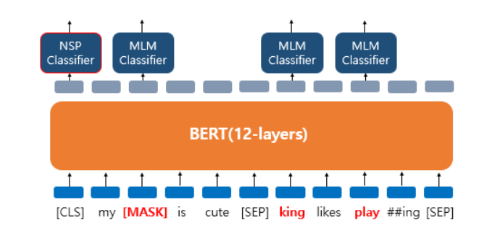 NSP Classifier
MLM Classifier
MLM Classifier
MLM Classifier
BERT(12-layers)
[CLS] my [MASK] is cute [SEP] king likes play ##ing [SEP]